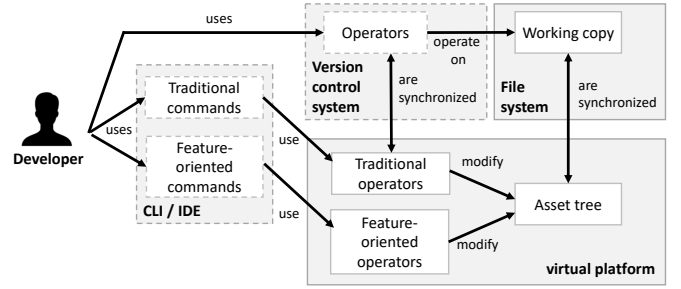 uses
Operators
operate
on
Working copy
Version
control
system
are
synchronized
File
system
are
synchronized
Traditional
commands
uses
Developer
Feature-
oriented
commands
CLI / IDE
use
use
Traditional
operators
modify
Asset tree
Feature-
oriented
operators
modify
virtual platform